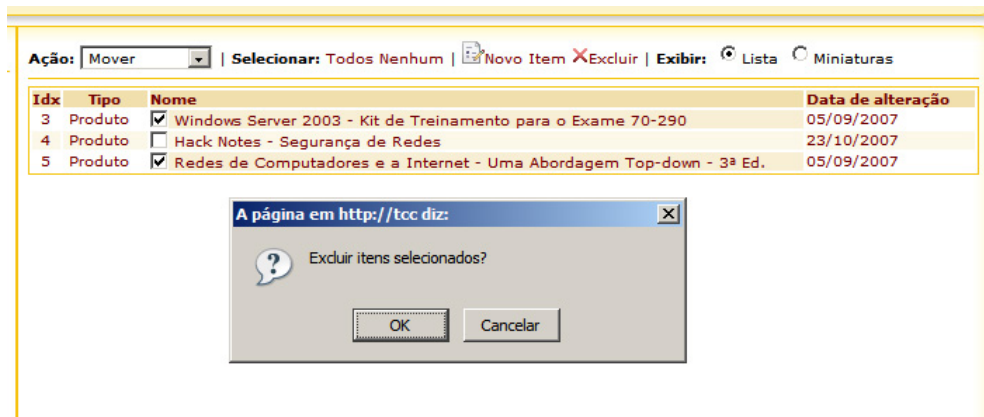 Ação: Mover | Selecionar: Todos Nenhum | Novo Item Excluir | Exibir: Lista Miniaturas
Idx Tipo Nome Data de alteração
3 Produto Windows Server 2003 - Kit de Treinamento para o Exame 70-290 05/09/2007
4 Produto Hack Notes - Segurança de Redes 23/10/2007
5 Produto Redes de Computadores e a Internet - Uma Abordagem Top-down - 3ª Ed. 05/09/2007
A página em http://tcc diz:
Excluir itens selecionados?
OK Cancelar